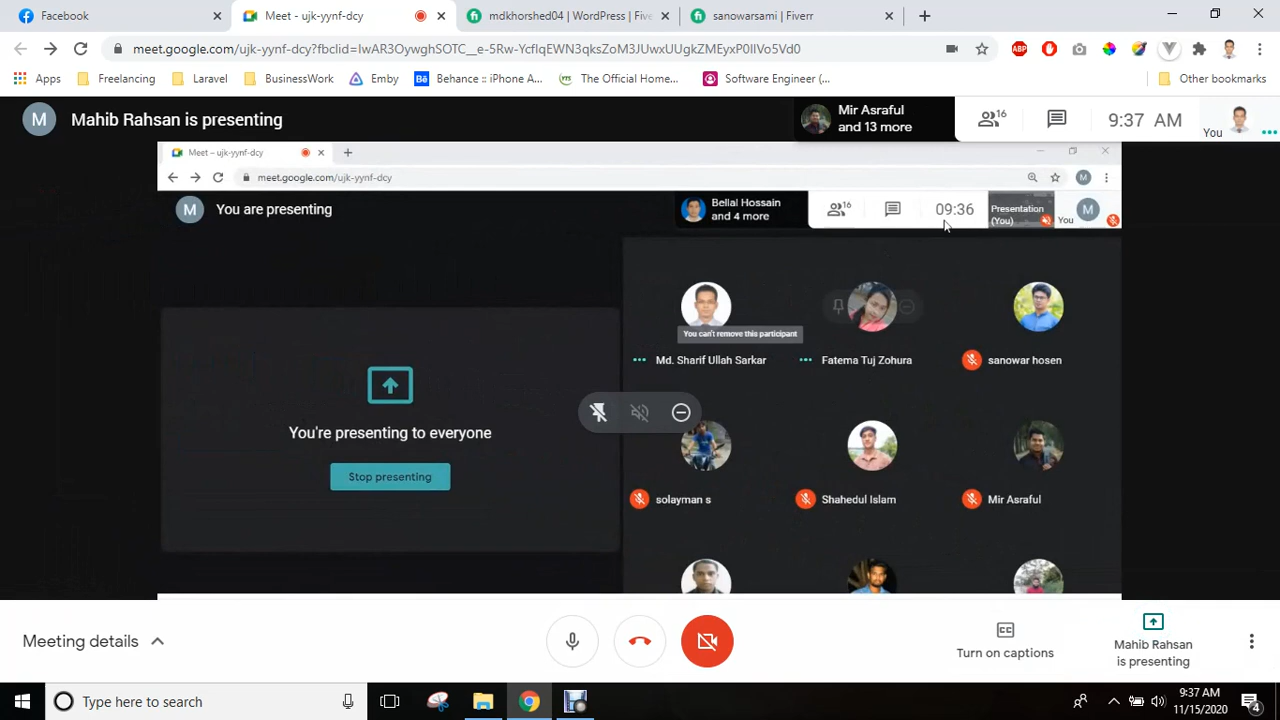 Facebook
Meet - ujk-yynf-dcy
mdkhorshed04 | WordPress | Five
sanowarsami | Fiverr
meet.google.com/ujk-yynf-dcy?fbclid=IwAR3OywghSOTC__e-5Rw-YcflqEWN3qksZoM3JUwxUUgkZMEyxP0IlVo5Vd0
ABP
Apps
Freelancing
Laravel
BusinessWork
Emby
Behance :: iPhone A...
The Official Home...
Software Engineer (...
Other bookmarks
M
Mahib Rahsan is presenting
Mir Asraful
and 13 more
16
9:37 AM
You
Meet – ujk-yynf-dcy
meet.google.com/ujk-yynf-dcy
M
M
You are presenting
Bellal Hossain
and 4 more
16
09:36
Presentation
(You)
You
M
You can't remove this participant
Md. Sharif Ullah Sarkar
Fatema Tuj Zohura
sanowar hosen
You're presenting to everyone
Stop presenting
solayman s
Shahedul Islam
Mir Asraful
Meeting details
CC
Turn on captions
Mahib Rahsan
is presenting
Type here to search
9:37 AM
11/15/2020
4